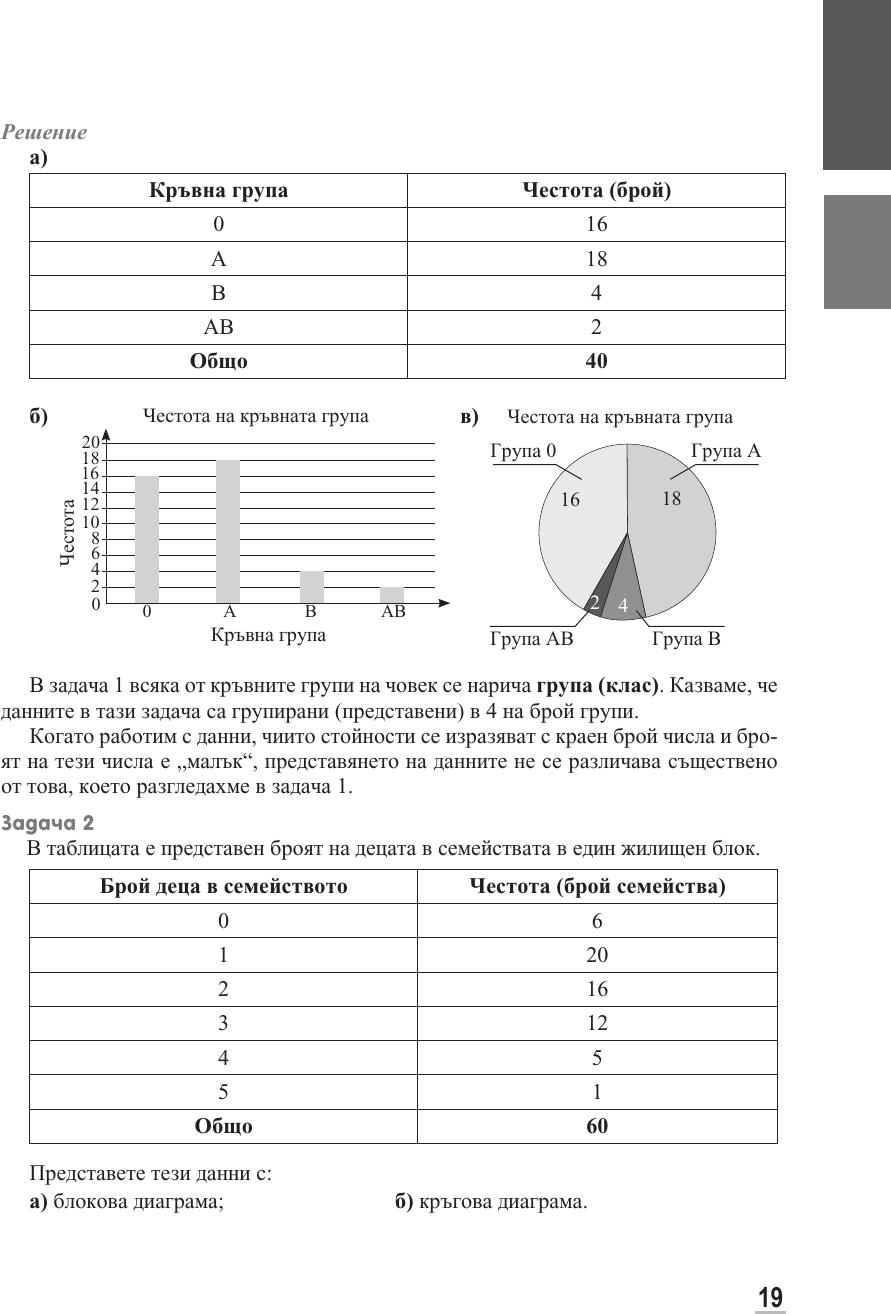 Решение
а)
Кръвна група Честота (брой)
0 16
A 18
B 4
AB 2
Общо 40
б) Честота на кръвната група
20
18
16
14
12
10
8
6
4
2
0
Честота
0 A B AB
Кръвна група
в) Честота на кръвната група
Група 0 Група A
16 18
2 4
Група AB Група B
В задача 1 всяка от кръвните групи на човек се нарича група (клас). Казваме, че
данните в тази задача са групирани (представени) в 4 на брой групи.
Когато работим с данни, чиито стойности се изразяват с краен брой числа и бро-
ят на тези числа е „малък“, представянето на данните не се различава съществено
от това, което разгледахме в задача 1.
Задача 2
В таблицата е представен броят на децата в семействата в един жилищен блок.
Брой деца в семейството Честота (брой семейства)
0 6
1 20
2 16
3 12
4 5
5 1
Общо 60
Представете тези данни с:
а) блокова диаграма; б) кръгова диаграма.
19